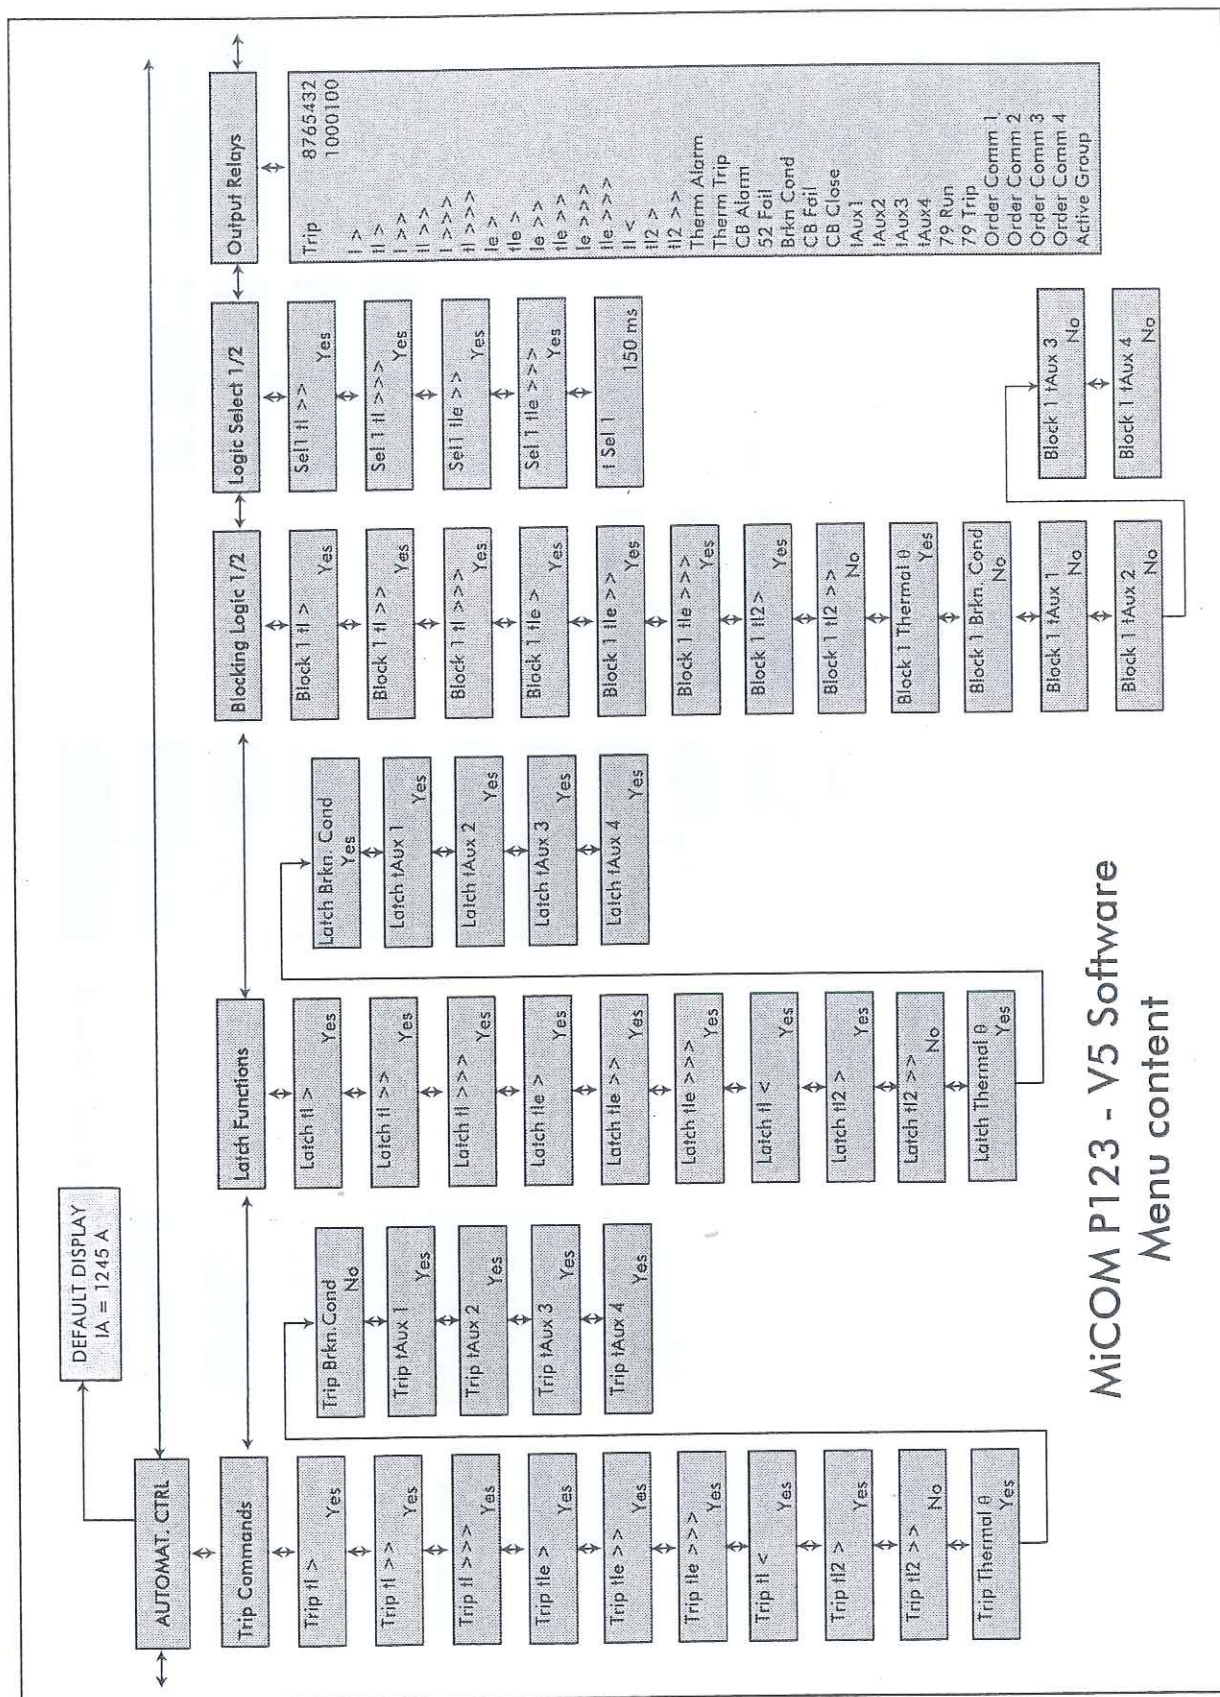 DEFAULT DISPLAY
IA = 1245 A
AUTOMAT. CTRL
Trip Commands
Trip tI >
Yes
Trip tI >>
Yes
Trip tI >>>
Yes
Trip tIe >
Yes
Trip tIe >>
Yes
Trip tIe >>>
Yes
Trip tI <
Yes
Trip tI2 >
Yes
Trip tI2 >>
No
Trip Thermal θ
Yes
Trip Brkn.Cond
No
Trip tAux 1
Yes
Trip tAux 2
Yes
Trip tAux 3
Yes
Trip tAux 4
Yes
Latch Functions
Latch tI >
Yes
Latch tI >>
Yes
Latch tI >>>
Yes
Latch tIe >
Yes
Latch tIe >>
Yes
Latch tIe >>>
Yes
Latch tI <
Yes
Latch tI2 >
Yes
Latch tI2 >>
No
Latch Thermal θ
Yes
Latch Brkn. Cond
Yes
Latch tAux 1
Yes
Latch tAux 2
Yes
Latch tAux 3
Yes
Latch tAux 4
Yes
Blocking Logic 1/2
Block 1 tI >
Yes
Block 1 tI >>
Yes
Block 1 tI >>>
Yes
Block 1 tIe >
Yes
Block 1 tIe >>
Yes
Block 1 tIe >>>
Yes
Block 1 tI2>
Yes
Block 1 tI2 >>
No
Block 1 Thermal θ
Yes
Block 1 Brkn. Cond
No
Block 1 tAux 1
No
Block 1 tAux 2
No
Block 1 tAux 3
No
Block 1 tAux 4
No
Logic Select 1/2
Sel1 tI >>
Yes
Sel 1 tI >>>
Yes
Sel1 tIe >>
Yes
Sel 1 tIe >>>
Yes
t Sel 1
150 ms
Output Relays
Trip 8765432
1000100
I >
tI >
I >>
tI >>
I >>>
tI >>>
Ie >
tIe >
Ie >>
tIe >>
Ie >>>
tIe >>>
tI <
tI2 >
tI2 >>
Therm Alarm
Therm Trip
CB Alarm
52 Fail
Brkn Cond
CB Fail
CB Close
tAux1
tAux2
tAux3
tAux4
79 Run
79 Trip
Order Comm 1
Order Comm 2
Order Comm 3
Order Comm 4
Active Group
MiCOM P123 - V5 Software
Menu content